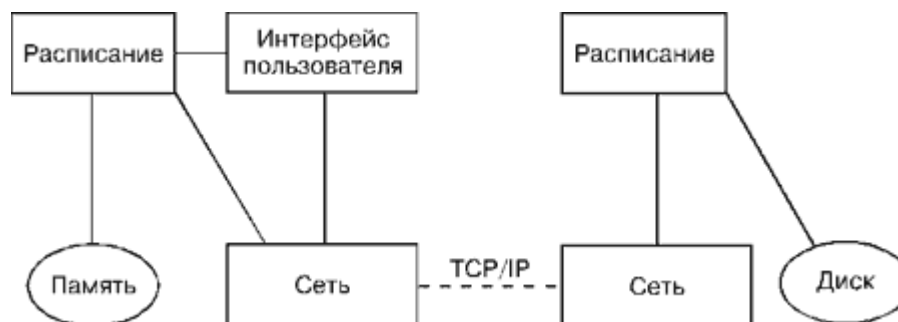 Расписание
Интерфейс
пользователя
Расписание
Память
Сеть
TCP/IP
Сеть
Диск